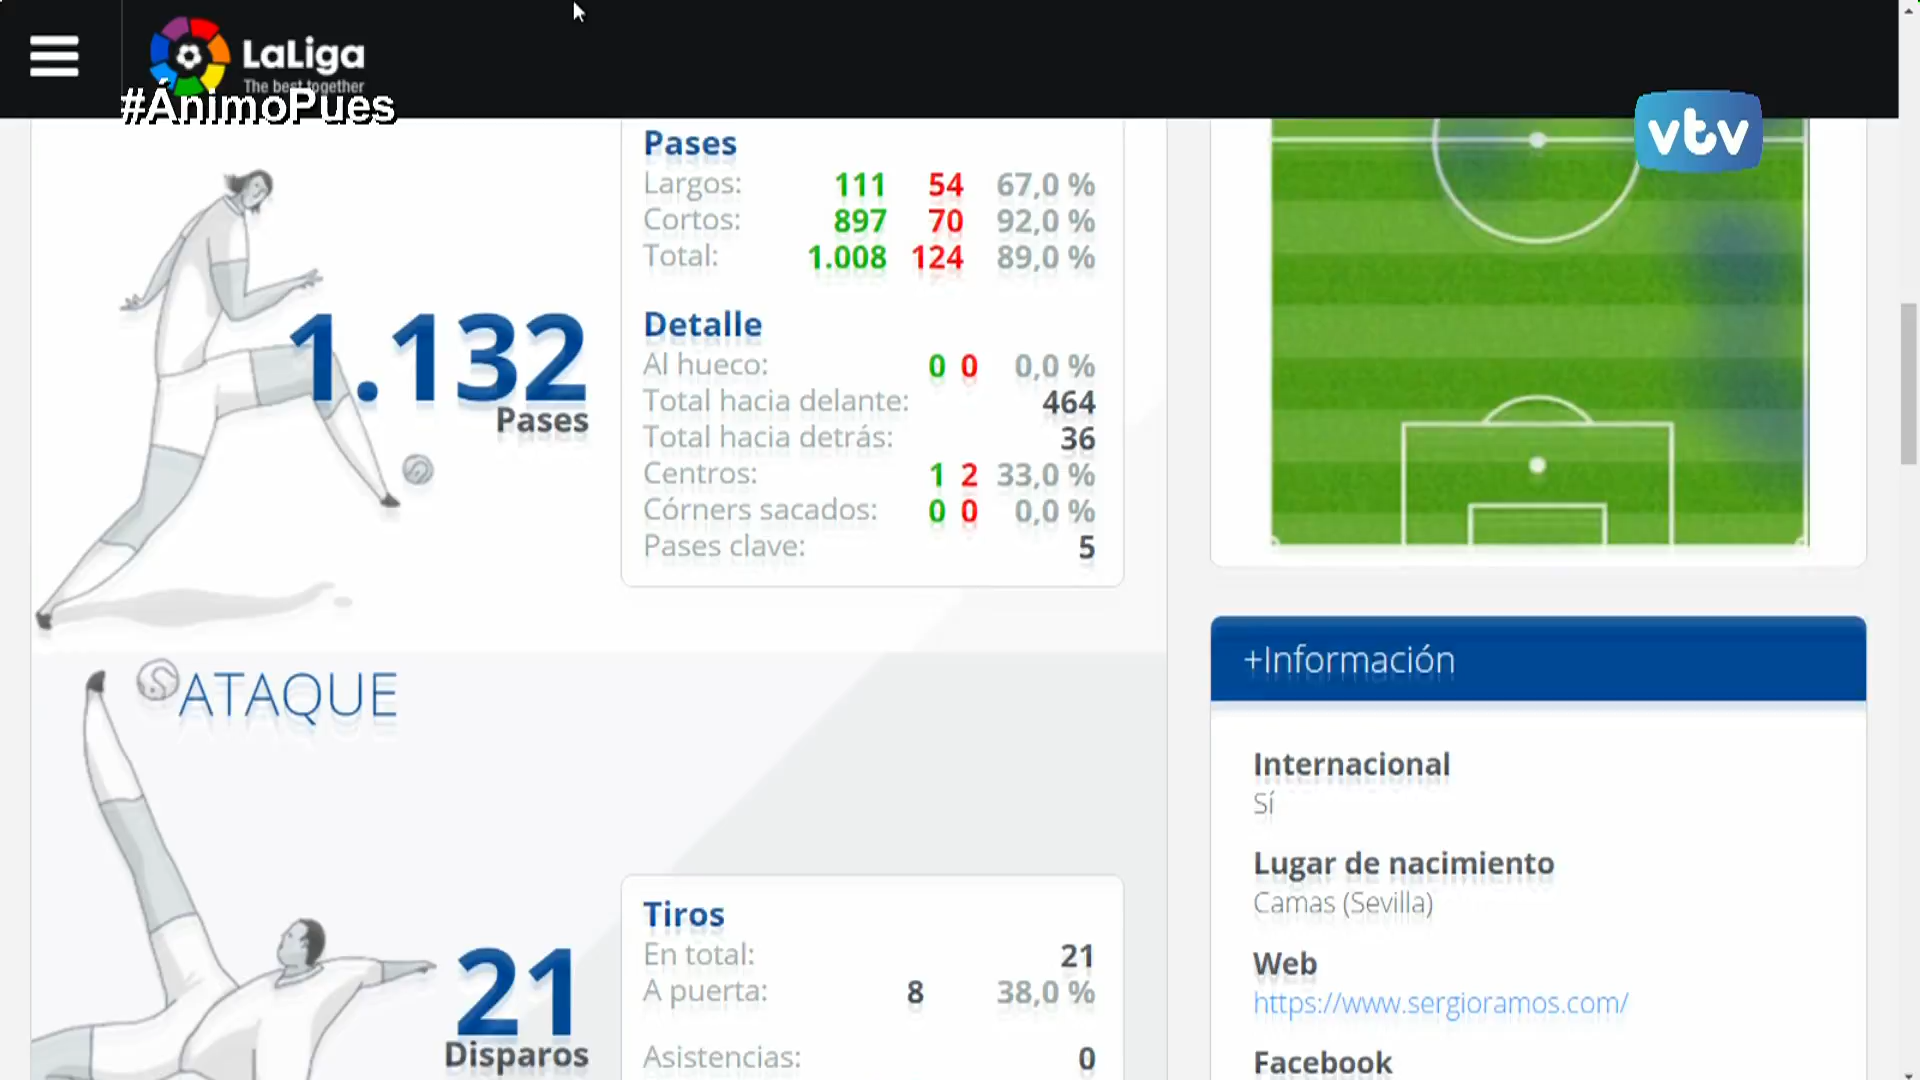 LaLiga
The best together
#ÁnimoPues
vtv
Pases
Largos: 111 54 67,0 %
Cortos: 897 70 92,0 %
Total: 1.008 124 89,0 %
1.132
Pases
Detalle
Al hueco: 0 0 0,0 %
Total hacia delante: 464
Total hacia detrás: 36
Centros: 1 2 33,0 %
Córners sacados: 0 0 0,0 %
Pases clave: 5
ATAQUE
21
Disparos
Tiros
En total: 21
A puerta: 8 38,0 %
Asistencias: 0
+Información
Internacional
Sí
Lugar de nacimiento
Camas (Sevilla)
Web
https://www.sergioramos.com/
Facebook